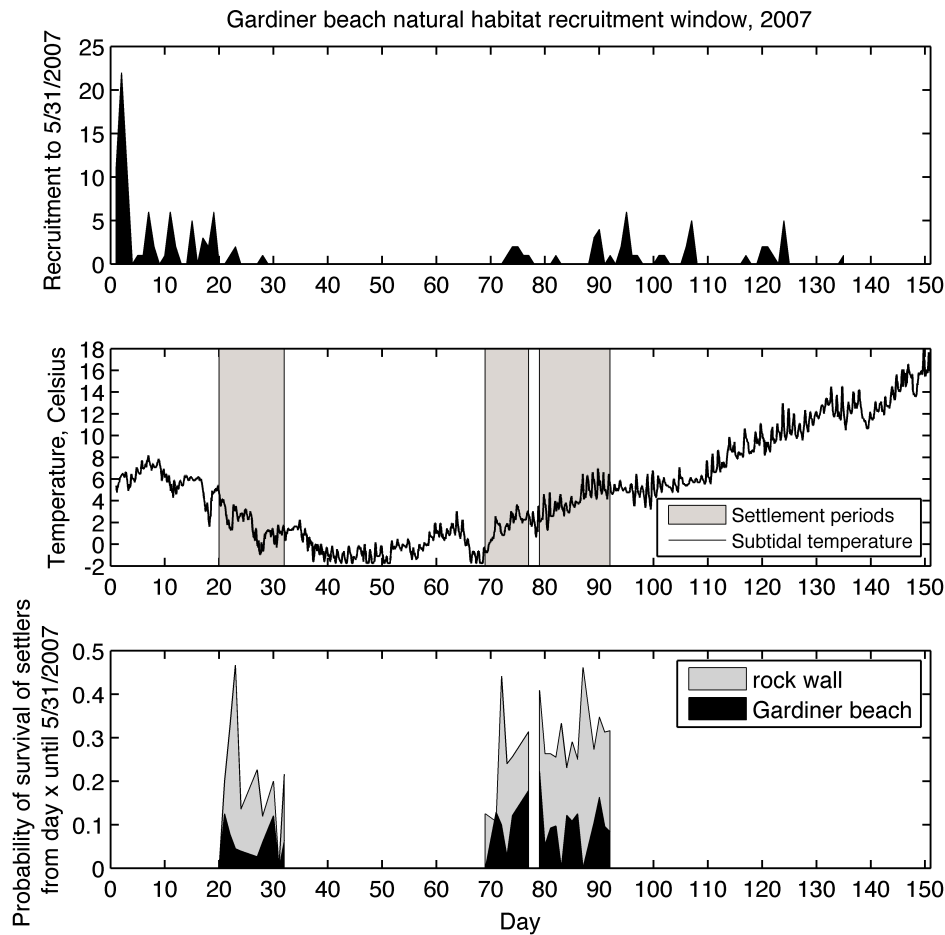 Gardiner beach natural habitat recruitment window, 2007
Recruitment to 5/31/2007
25
20
15
10
5
0
0 10 20 30 40 50 60 70 80 90 100 110 120 130 140 150
Temperature, Celsius
18
16
14
12
10
8
6
4
2
0
-2
Settlement periods
Subtidal temperature
0 10 20 30 40 50 60 70 80 90 100 110 120 130 140 150
Probability of survival of settlers
from day x until 5/31/2007
0.5
0.4
0.3
0.2
0.1
0
rock wall
Gardiner beach
0 10 20 30 40 50 60 70 80 90 100 110 120 130 140 150
Day